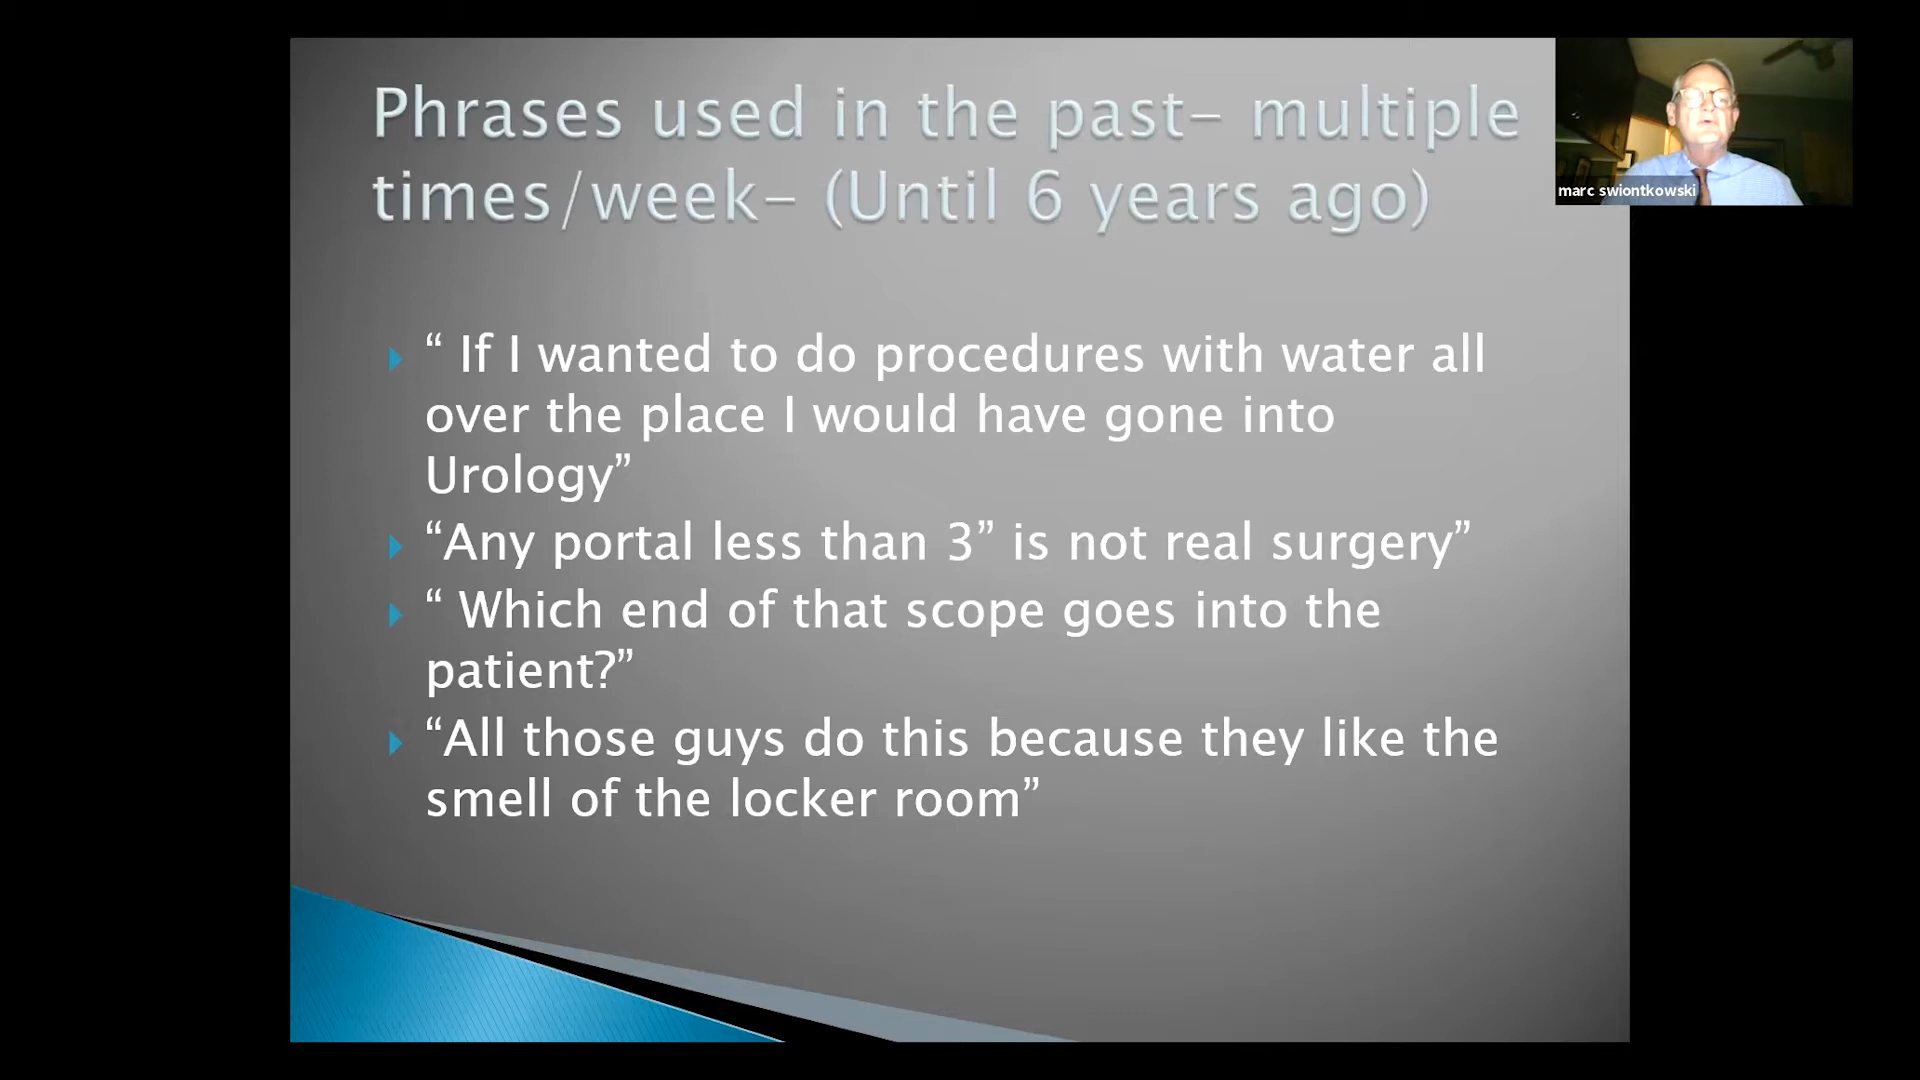 Phrases used in the past– multiple
times/week– (Until 6 years ago)
marc swiontkowski
“ If I wanted to do procedures with water all
over the place I would have gone into
Urology”
“Any portal less than 3” is not real surgery”
“ Which end of that scope goes into the
patient?”
“All those guys do this because they like the
smell of the locker room”